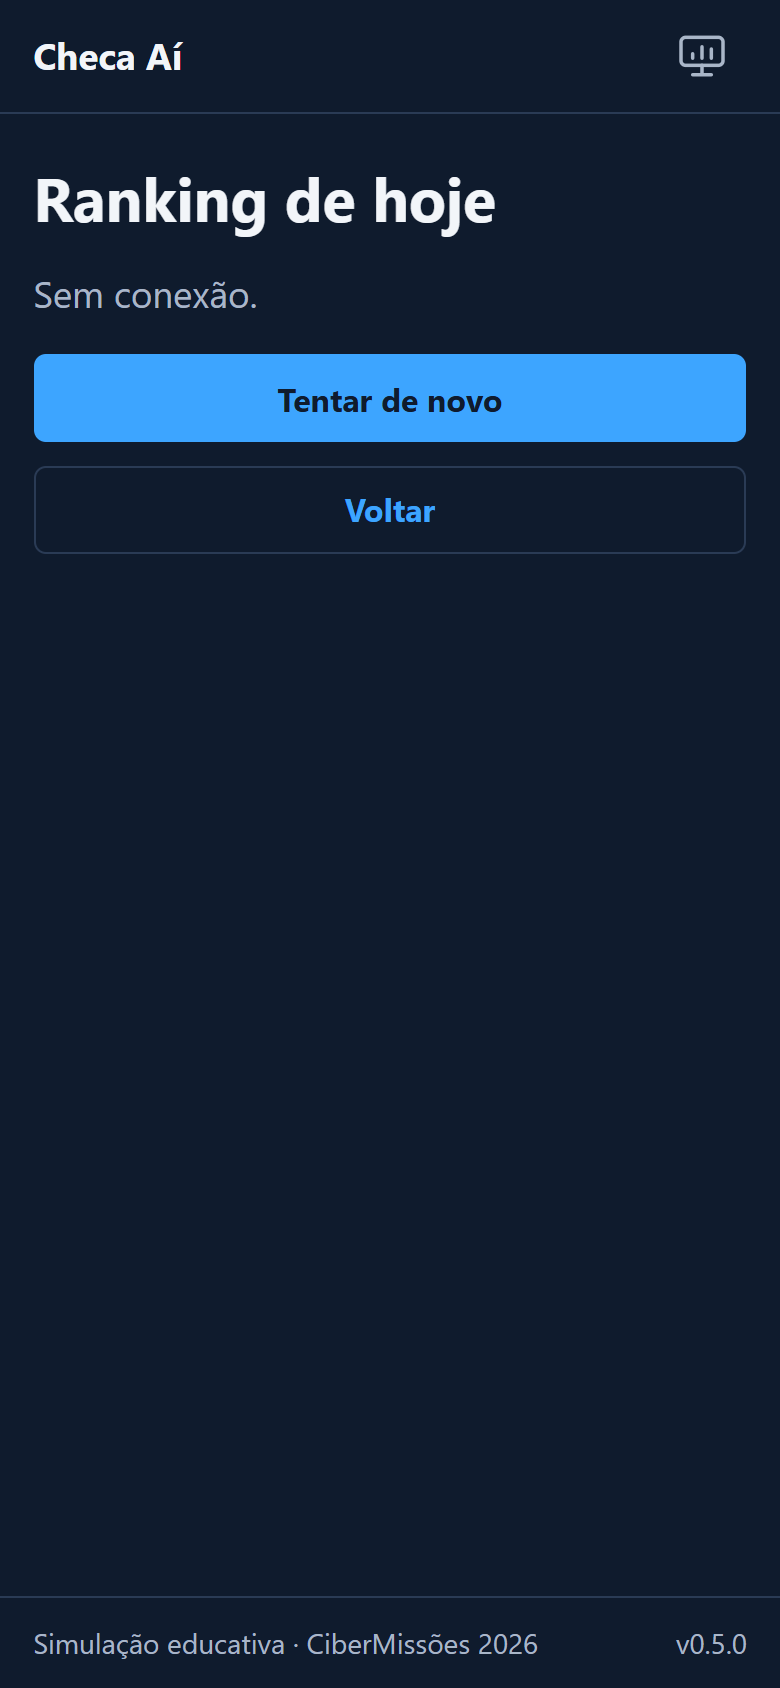 Checa Aí
Ranking de hoje
Sem conexão.
Tentar de novo
Voltar
Simulação educativa · CiberMissões 2026
v0.5.0